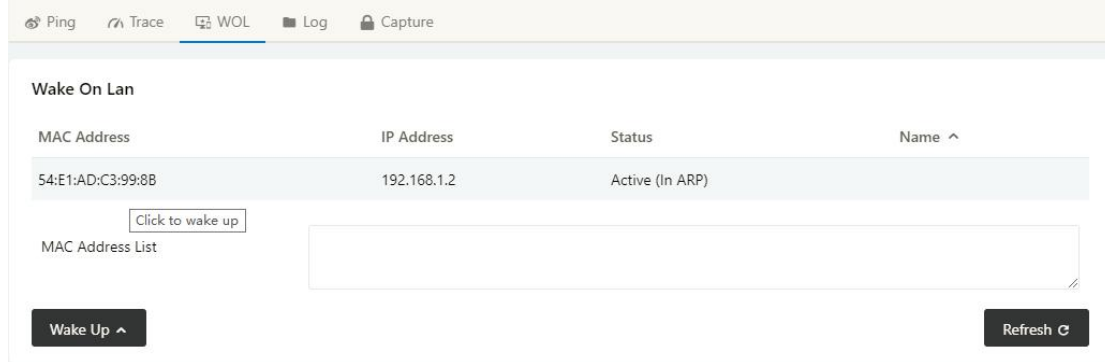 Ping Trace WOL Log Capture
Wake On Lan
MAC Address IP Address Status Name
54:E1:AD:C3:99:8B 192.168.1.2 Active (In ARP)
Click to wake up
MAC Address List
Wake Up Refresh